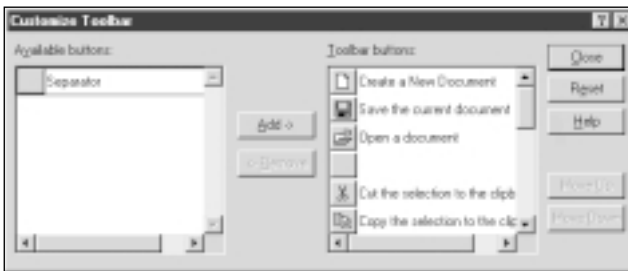 Customize Toolbar
Available buttons:
Toolbar buttons:
Separator
Create a New Document
Save the current document
Open a document
Cut the selection to the clipb
Copy the selection to the clip
Add ->
<- Remove
Close
Reset
Help
Move Up
Move Down